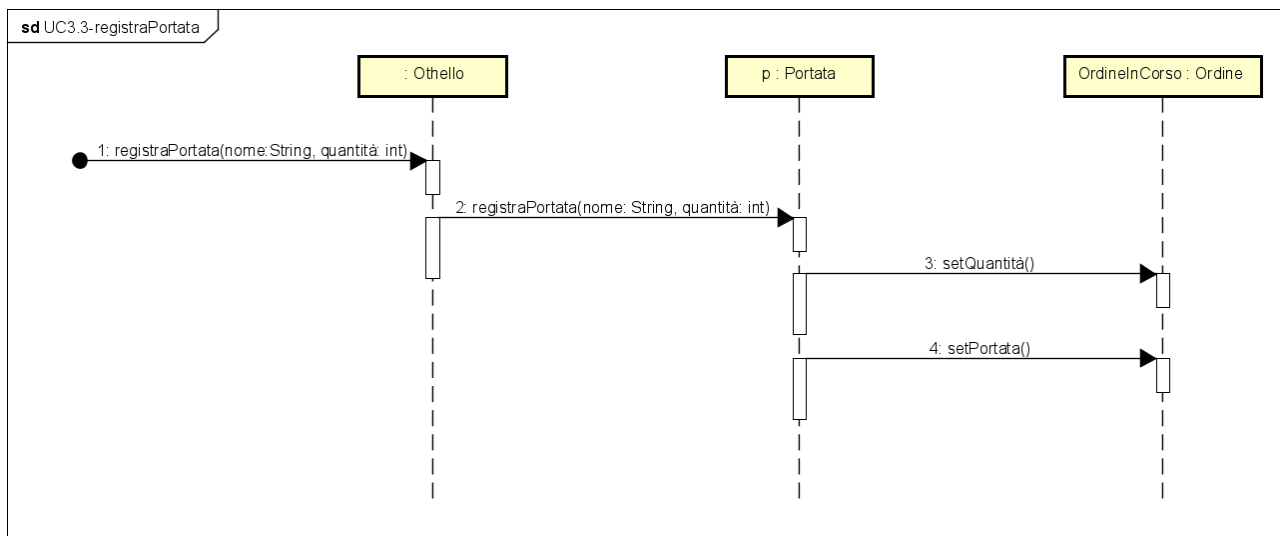 sd UC3.3-registraPortata
: Othello
p : Portata
OrdineInCorso : Ordine
1: registraPortata(nome:String, quantità: int)
2: registraPortata(nome: String, quantità: int)
3: setQuantità()
4: setPortata()